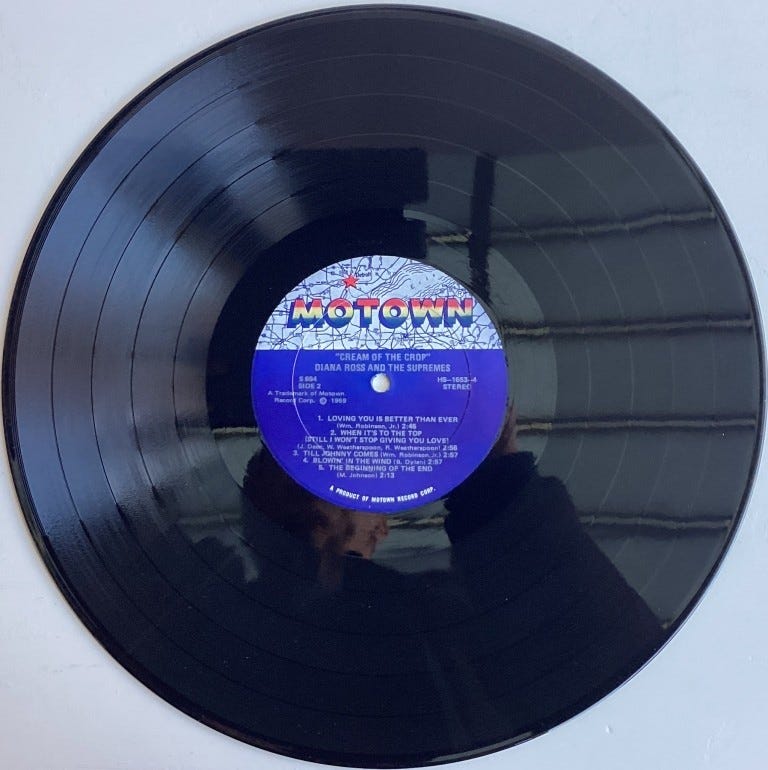 Detroit
MOTOWN
"CREAM OF THE CROP"
DIANA ROSS AND THE SUPREMES
S 694 HS-1653-4
SIDE 2 STEREO
A Trademark of Motown
Record Corp. ℗ 1969
1. LOVING YOU IS BETTER THAN EVER
(Wm. Robinson, Jr.) 2:46
2. WHEN IT'S TO THE TOP
(STILL I WON'T STOP GIVING YOU LOVE)
(J. Dean, W. Weatherspoon, R. Weatherspoon) 2:56
3. TILL JOHNNY COMES (Wm. Robinson, Jr.) 2:57
4. BLOWIN' IN THE WIND (B. Dylan) 2:57
5. THE BEGINNING OF THE END
(M. Johnson) 2:13
A PRODUCT OF MOTOWN RECORD CORP.